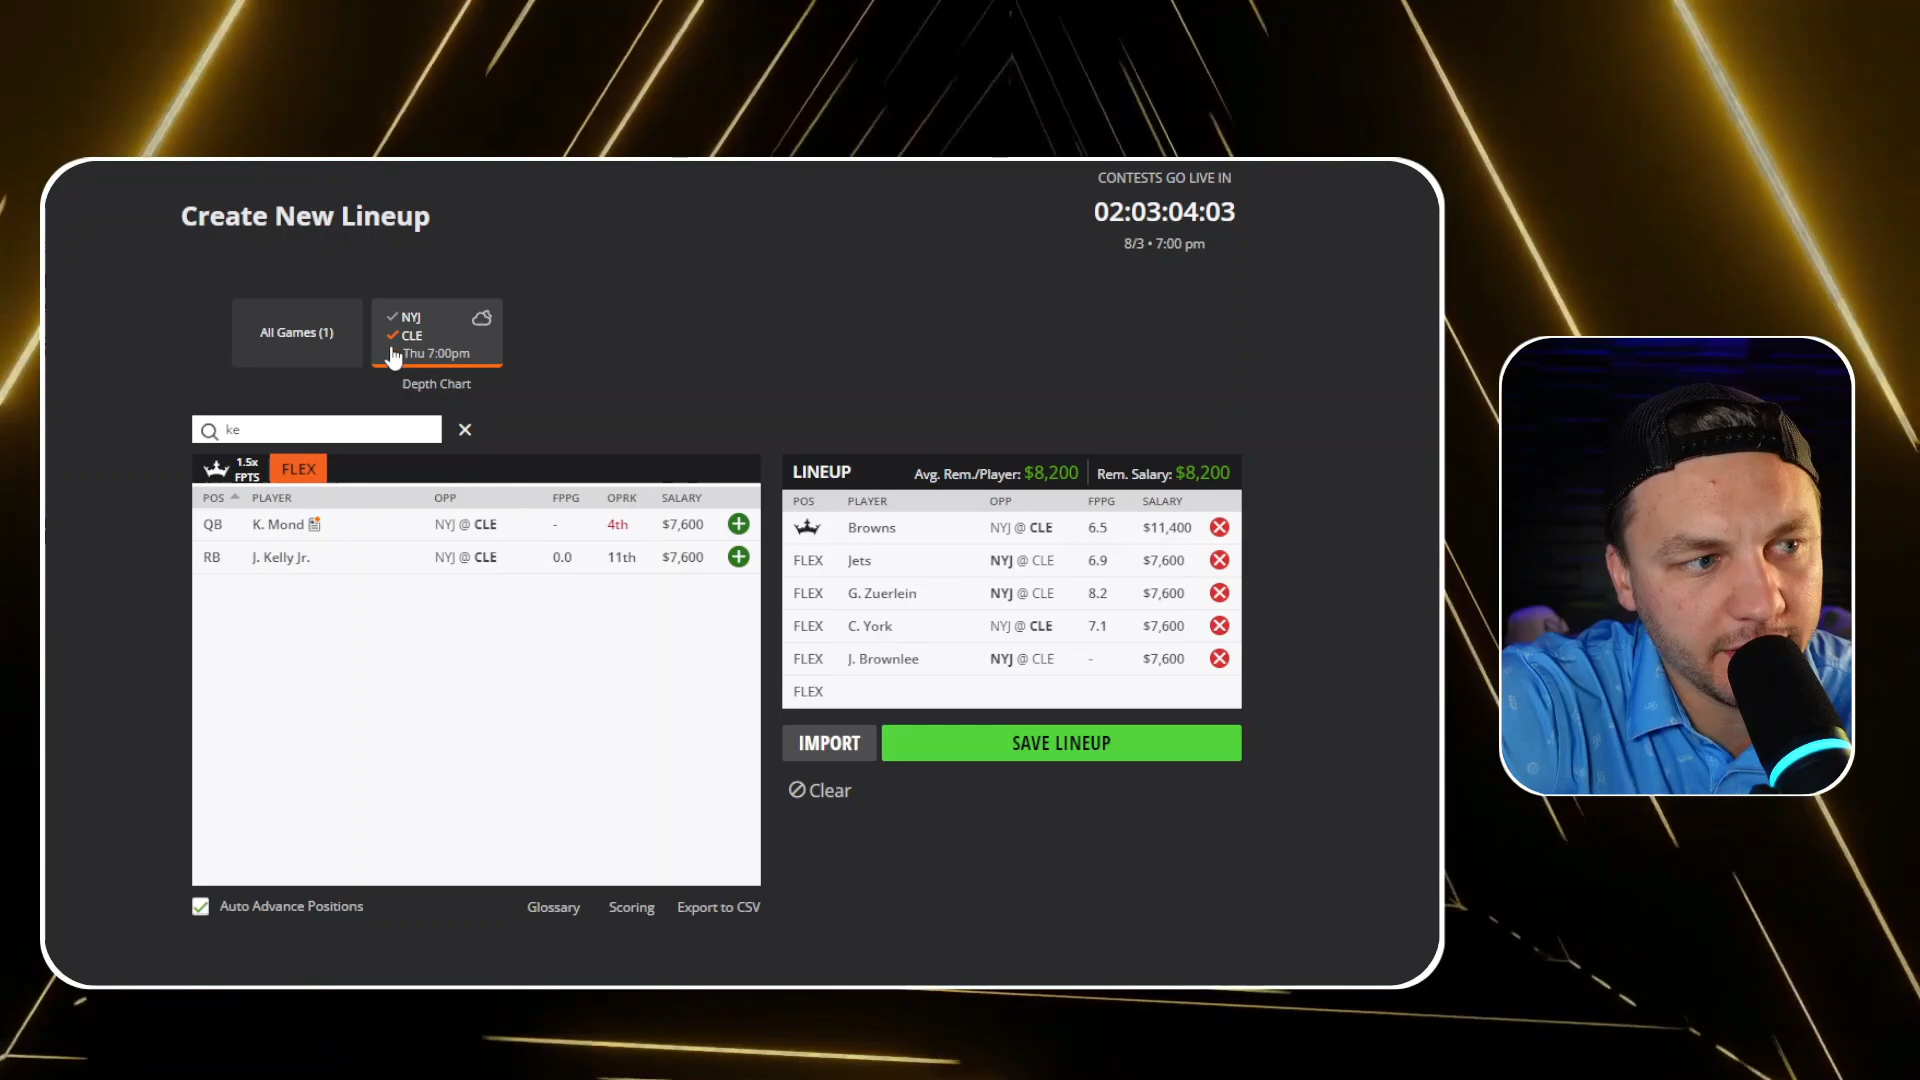 CONTESTS GO LIVE IN
Create New Lineup
02:03:04:03
8/3 • 7:00 pm
All Games (1)
NYJ
CLE
Thu 7:00pm
Depth Chart
ke
1.5x FPTS FLEX
POS PLAYER OPP FPPG OPRK SALARY
QB K. Mond NYJ @ CLE - 4th $7,600
RB J. Kelly Jr. NYJ @ CLE 0.0 11th $7,600
LINEUP Avg. Rem./Player: $8,200 Rem. Salary: $8,200
POS PLAYER OPP FPPG SALARY
Browns NYJ @ CLE 6.5 $11,400
FLEX Jets NYJ @ CLE 6.9 $7,600
FLEX G. Zuerlein NYJ @ CLE 8.2 $7,600
FLEX C. York NYJ @ CLE 7.1 $7,600
FLEX J. Brownlee NYJ @ CLE - $7,600
FLEX
IMPORT SAVE LINEUP
Clear
Auto Advance Positions Glossary Scoring Export to CSV